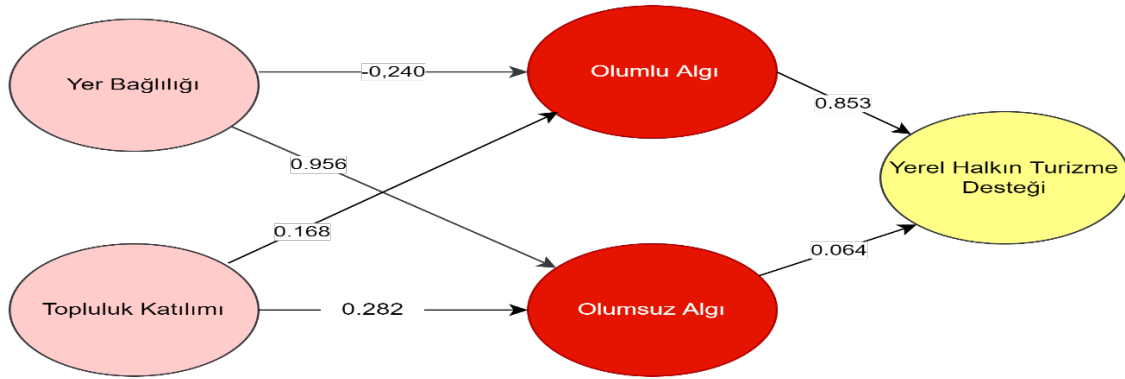 Yer Bağlılığı
-0,240
Olumlu Algı
0.853
0.956
Yerel Halkın Turizme
Desteği
0.168
0.064
Topluluk Katılımı
0.282
Olumsuz Algı